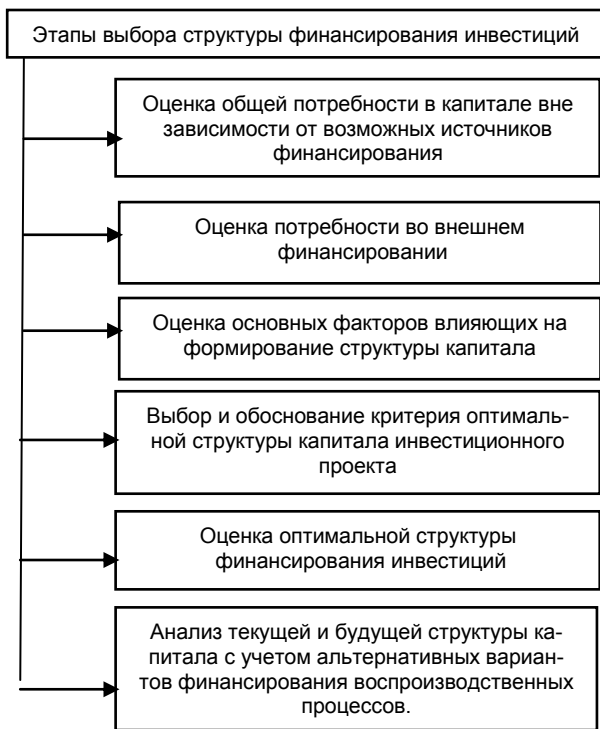 Этапы выбора структуры финансирования инвестиций
Оценка общей потребности в капитале вне
зависимости от возможных источников
финансирования
Оценка потребности во внешнем
финансировании
Оценка основных факторов влияющих на
формирование структуры капитала
Выбор и обоснование критерия оптималь-
ной структуры капитала инвестиционного
проекта
Оценка оптимальной структуры
финансирования инвестиций
Анализ текущей и будущей структуры ка-
питала с учетом альтернативных вариан-
тов финансирования воспроизводственных
процессов.